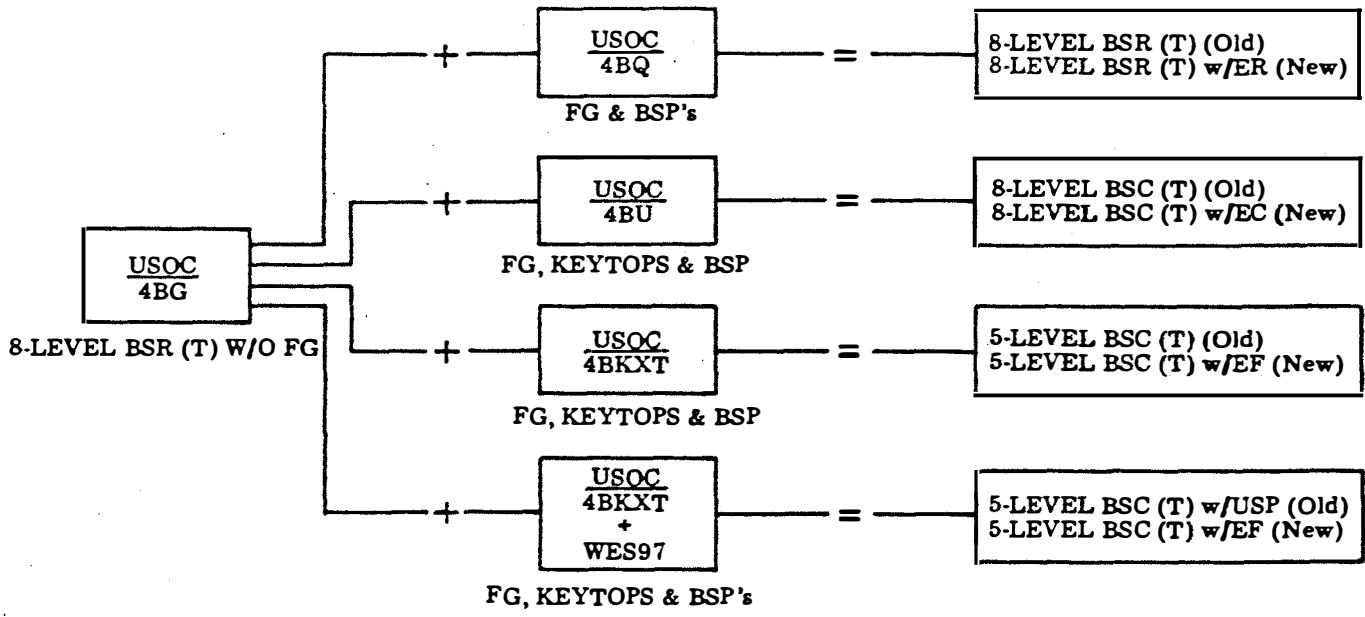 USOC
4BQ
FG & BSP's
+
=
8-LEVEL BSR (T) (Old)
8-LEVEL BSR (T) w/ER (New)
USOC
4BU
FG, KEYTOPS & BSP
+
=
8-LEVEL BSC (T) (Old)
8-LEVEL BSC (T) w/EC (New)
USOC
4BG
8-LEVEL BSR (T) W/O FG
USOC
4BKXT
FG, KEYTOPS & BSP
+
=
5-LEVEL BSC (T) (Old)
5-LEVEL BSC (T) w/EF (New)
USOC
4BKXT
+
WES97
FG, KEYTOPS & BSP's
+
=
5-LEVEL BSC (T) w/USP (Old)
5-LEVEL BSC (T) w/EF (New)